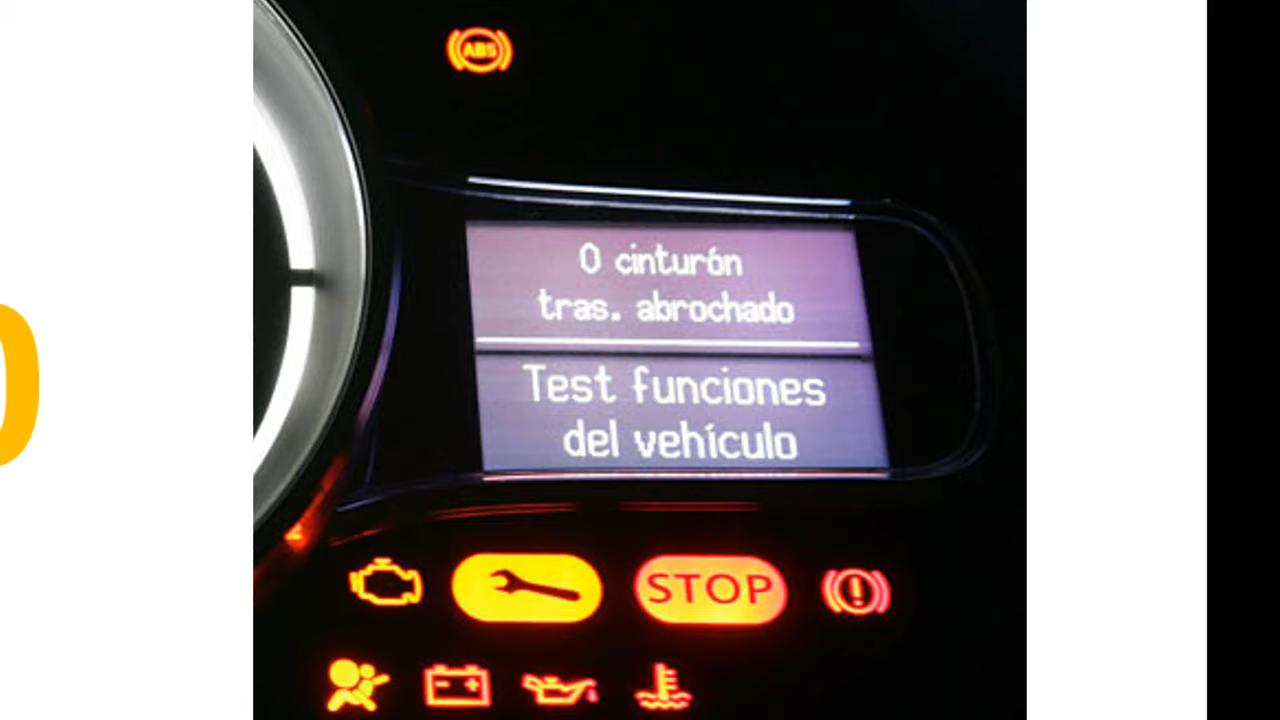 ABS
0 cinturón
tras. abrochado
Test funciones
del vehículo
STOP